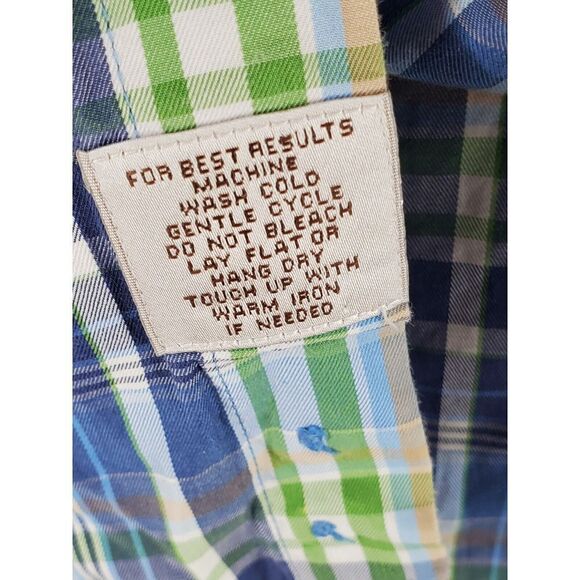 FOR BEST RESULTS
MACHINE
WASH COLD
GENTLE CYCLE
DO NOT BLEACH
LAY FLAT OR
HANG DRY
TOUCH UP WITH
WARM IRON
IF NEEDED